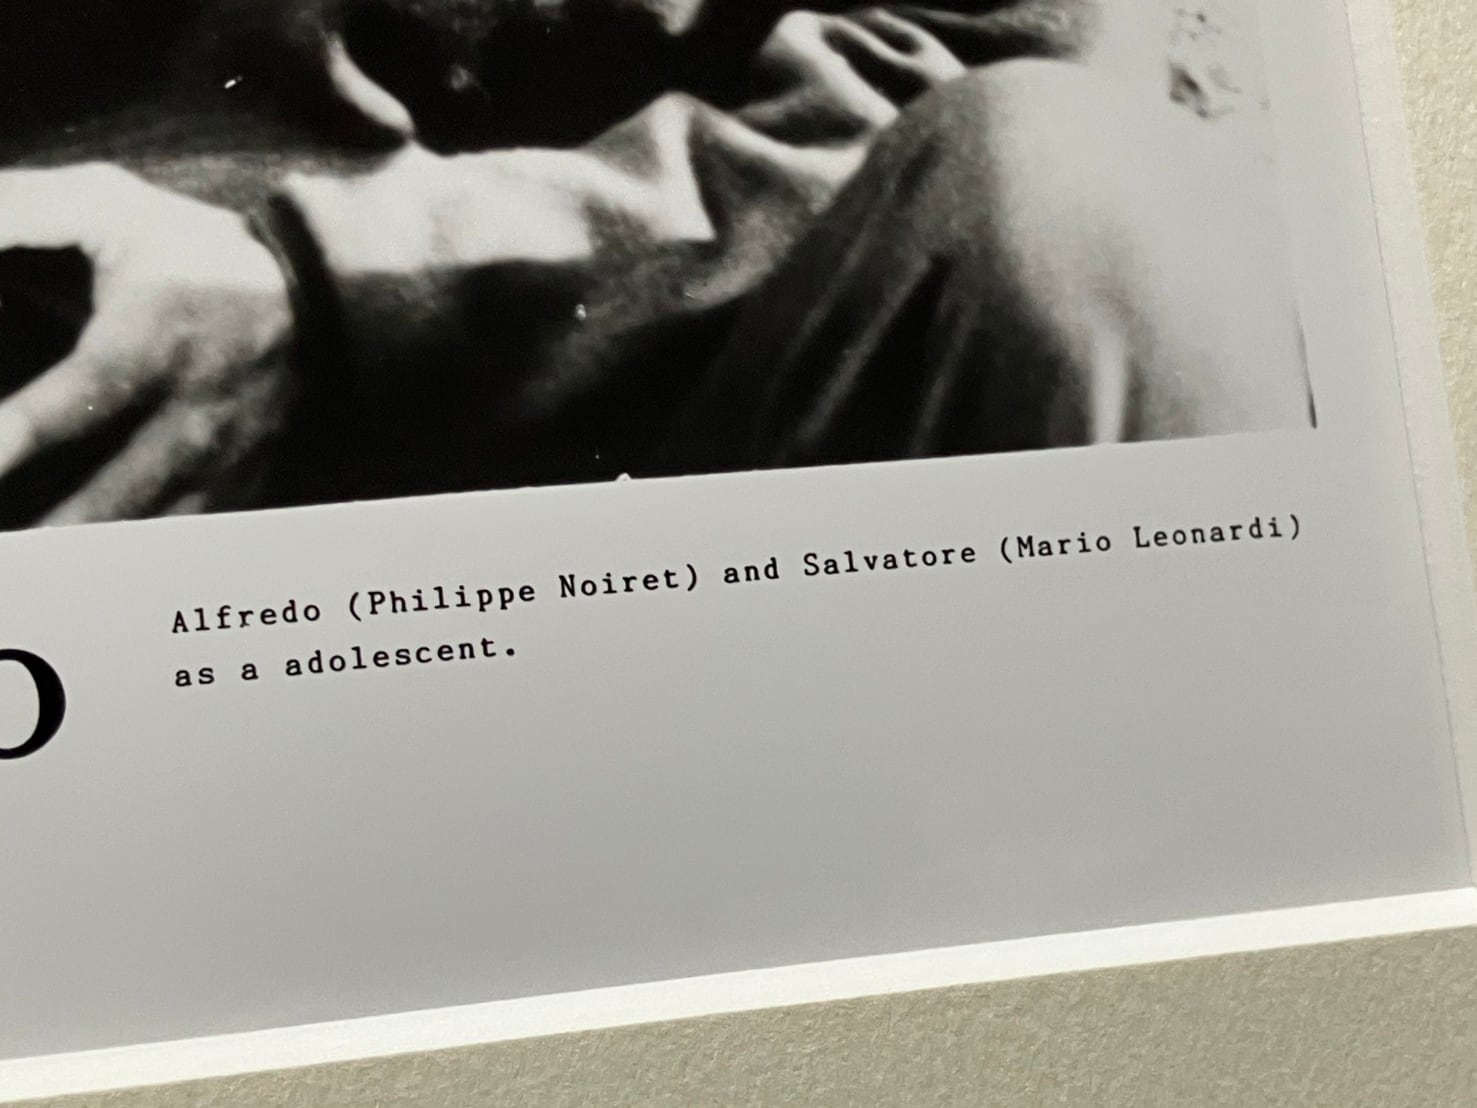 O
Alfredo (Philippe Noiret) and Salvatore (Mario Leonardi)
as a adolescent.